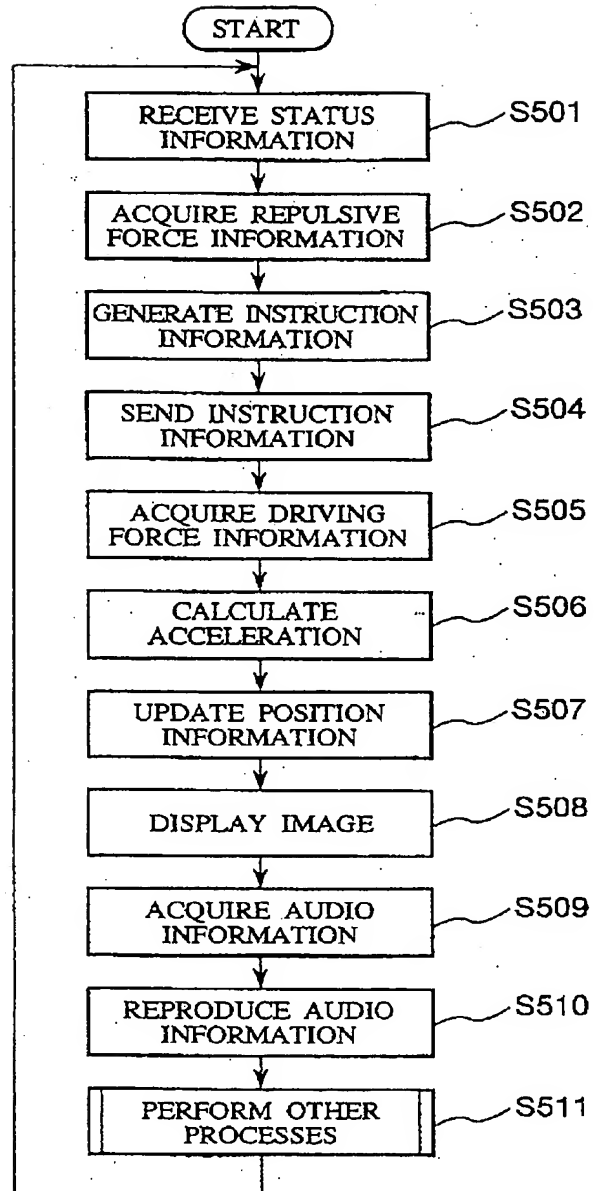 START
RECEIVE STATUS
INFORMATION
S501
ACQUIRE REPULSIVE
FORCE INFORMATION
S502
GENERATE INSTRUCTION
INFORMATION
S503
SEND INSTRUCTION
INFORMATION
S504
ACQUIRE DRIVING
FORCE INFORMATION
S505
CALCULATE
ACCELERATION
S506
UPDATE POSITION
INFORMATION
S507
DISPLAY IMAGE
S508
ACQUIRE AUDIO
INFORMATION
S509
REPRODUCE AUDIO
INFORMATION
S510
PERFORM OTHER
PROCESSES
S511